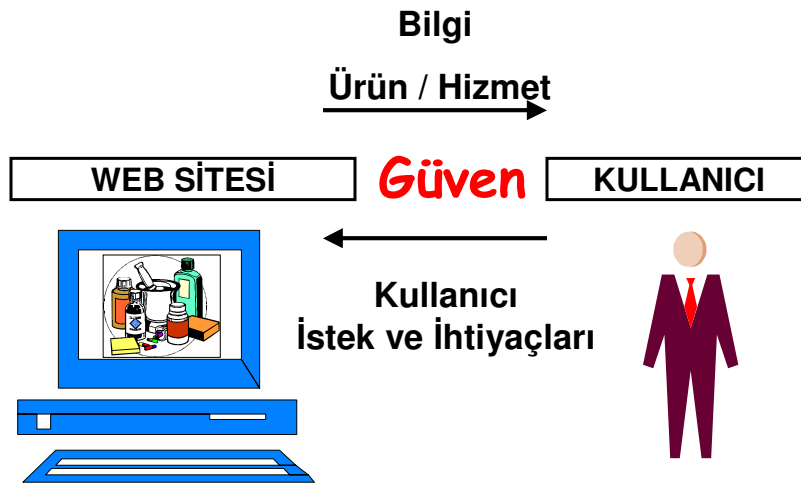 Bilgi
Ürün / Hizmet
WEB SİTESİ
Güven
KULLANICI
Kullanıcı
İstek ve İhtiyaçları